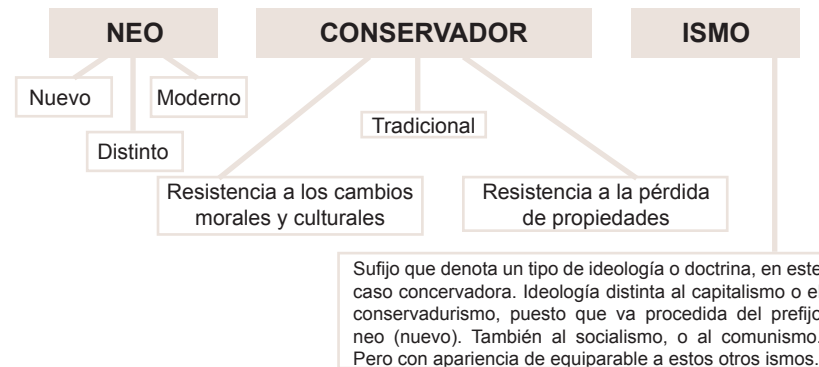 NEO
CONSERVADOR
ISMO
Nuevo
Moderno
Distinto
Tradicional
Resistencia a los cambios
morales y culturales
Resistencia a la pérdida
de propiedades
Sufijo que denota un tipo de ideología o doctrina, en este
caso concervadora. Ideología distinta al capitalismo o el
conservadurismo, puesto que va procedida del prefijo
neo (nuevo). También al socialismo, o al comunismo.
Pero con apariencia de equiparable a estos otros ismos.